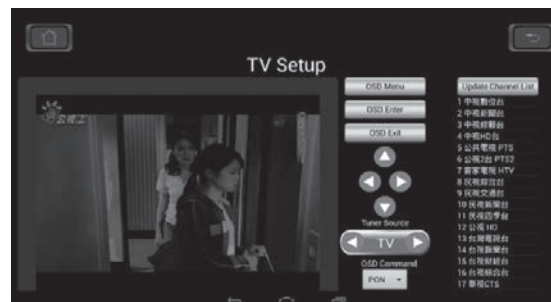 TV Setup
OSD Menu
OSD Enter
OSD Exit
Tuner Source
TV
OSD Command
PON
Update Channel List
1 中視數位台
2 中視新聞台
3 中視綜藝台
4 中視HD台
5 公共電視 PTS
6 公視2台 PTS2
7 客家電視 HTV
8 民視綜合台
9 民視交通台
10 民視新聞台
11 民視四季台
12 公視 HD
13 台灣電視台
14 台視新聞台
15 台視財經台
16 台視綜合台
17 華視CTS